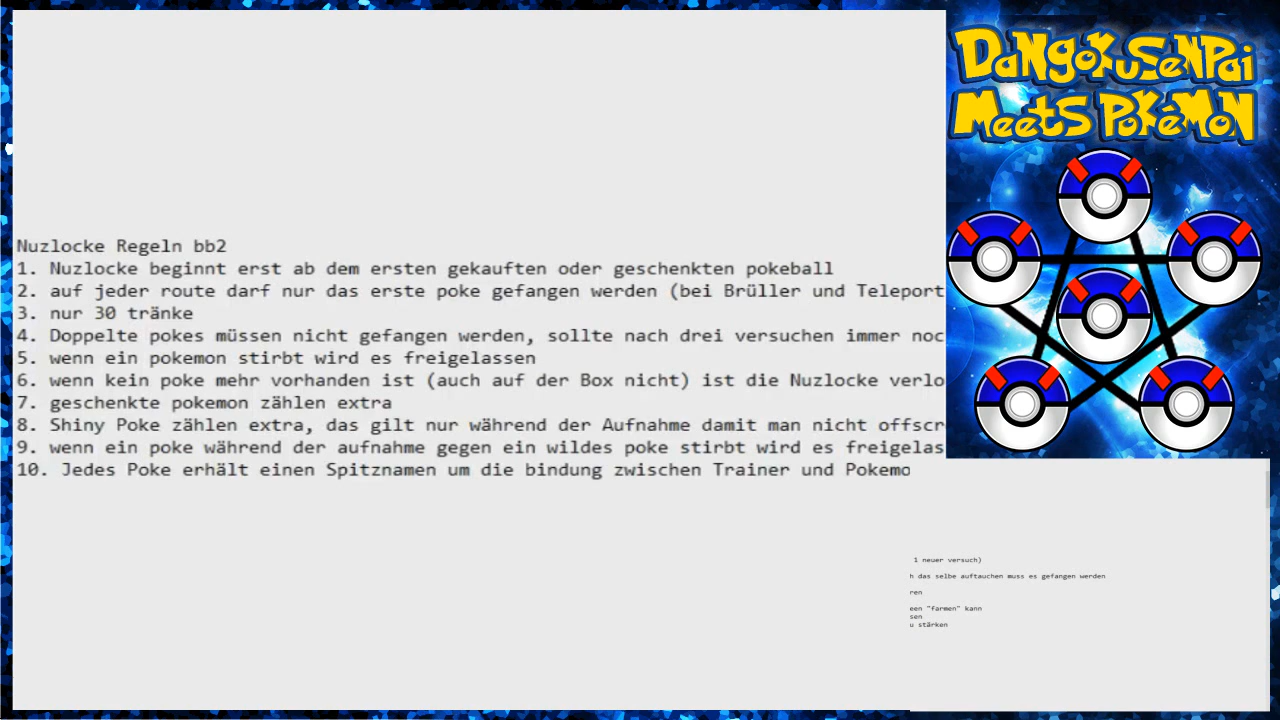 DaNgoKuSeNPai
MeetS PoKéMoN
Nuzlocke Regeln bb2
1. Nuzlocke beginnt erst ab dem ersten gekauften oder geschenkten pokeball
2. auf jeder route darf nur das erste poke gefangen werden (bei Brüller und Teleport
3. nur 30 tränke
4. Doppelte pokes müssen nicht gefangen werden, sollte nach drei versuchen immer noc
5. wenn ein pokemon stirbt wird es freigelassen
6. wenn kein poke mehr vorhanden ist (auch auf der Box nicht) ist die Nuzlocke verlo
7. geschenkte pokemon zählen extra
8. Shiny Poke zählen extra, das gilt nur während der Aufnahme damit man nicht offscr
9. wenn ein poke während der aufnahme gegen ein wildes poke stirbt wird es freigelas
10. Jedes Poke erhält einen Spitznamen um die bindung zwischen Trainer und Pokemo
1 neuer versuch)
h das selbe auftauchen muss es gefangen werden
ren
een "farmen" kann
sen
u stärken